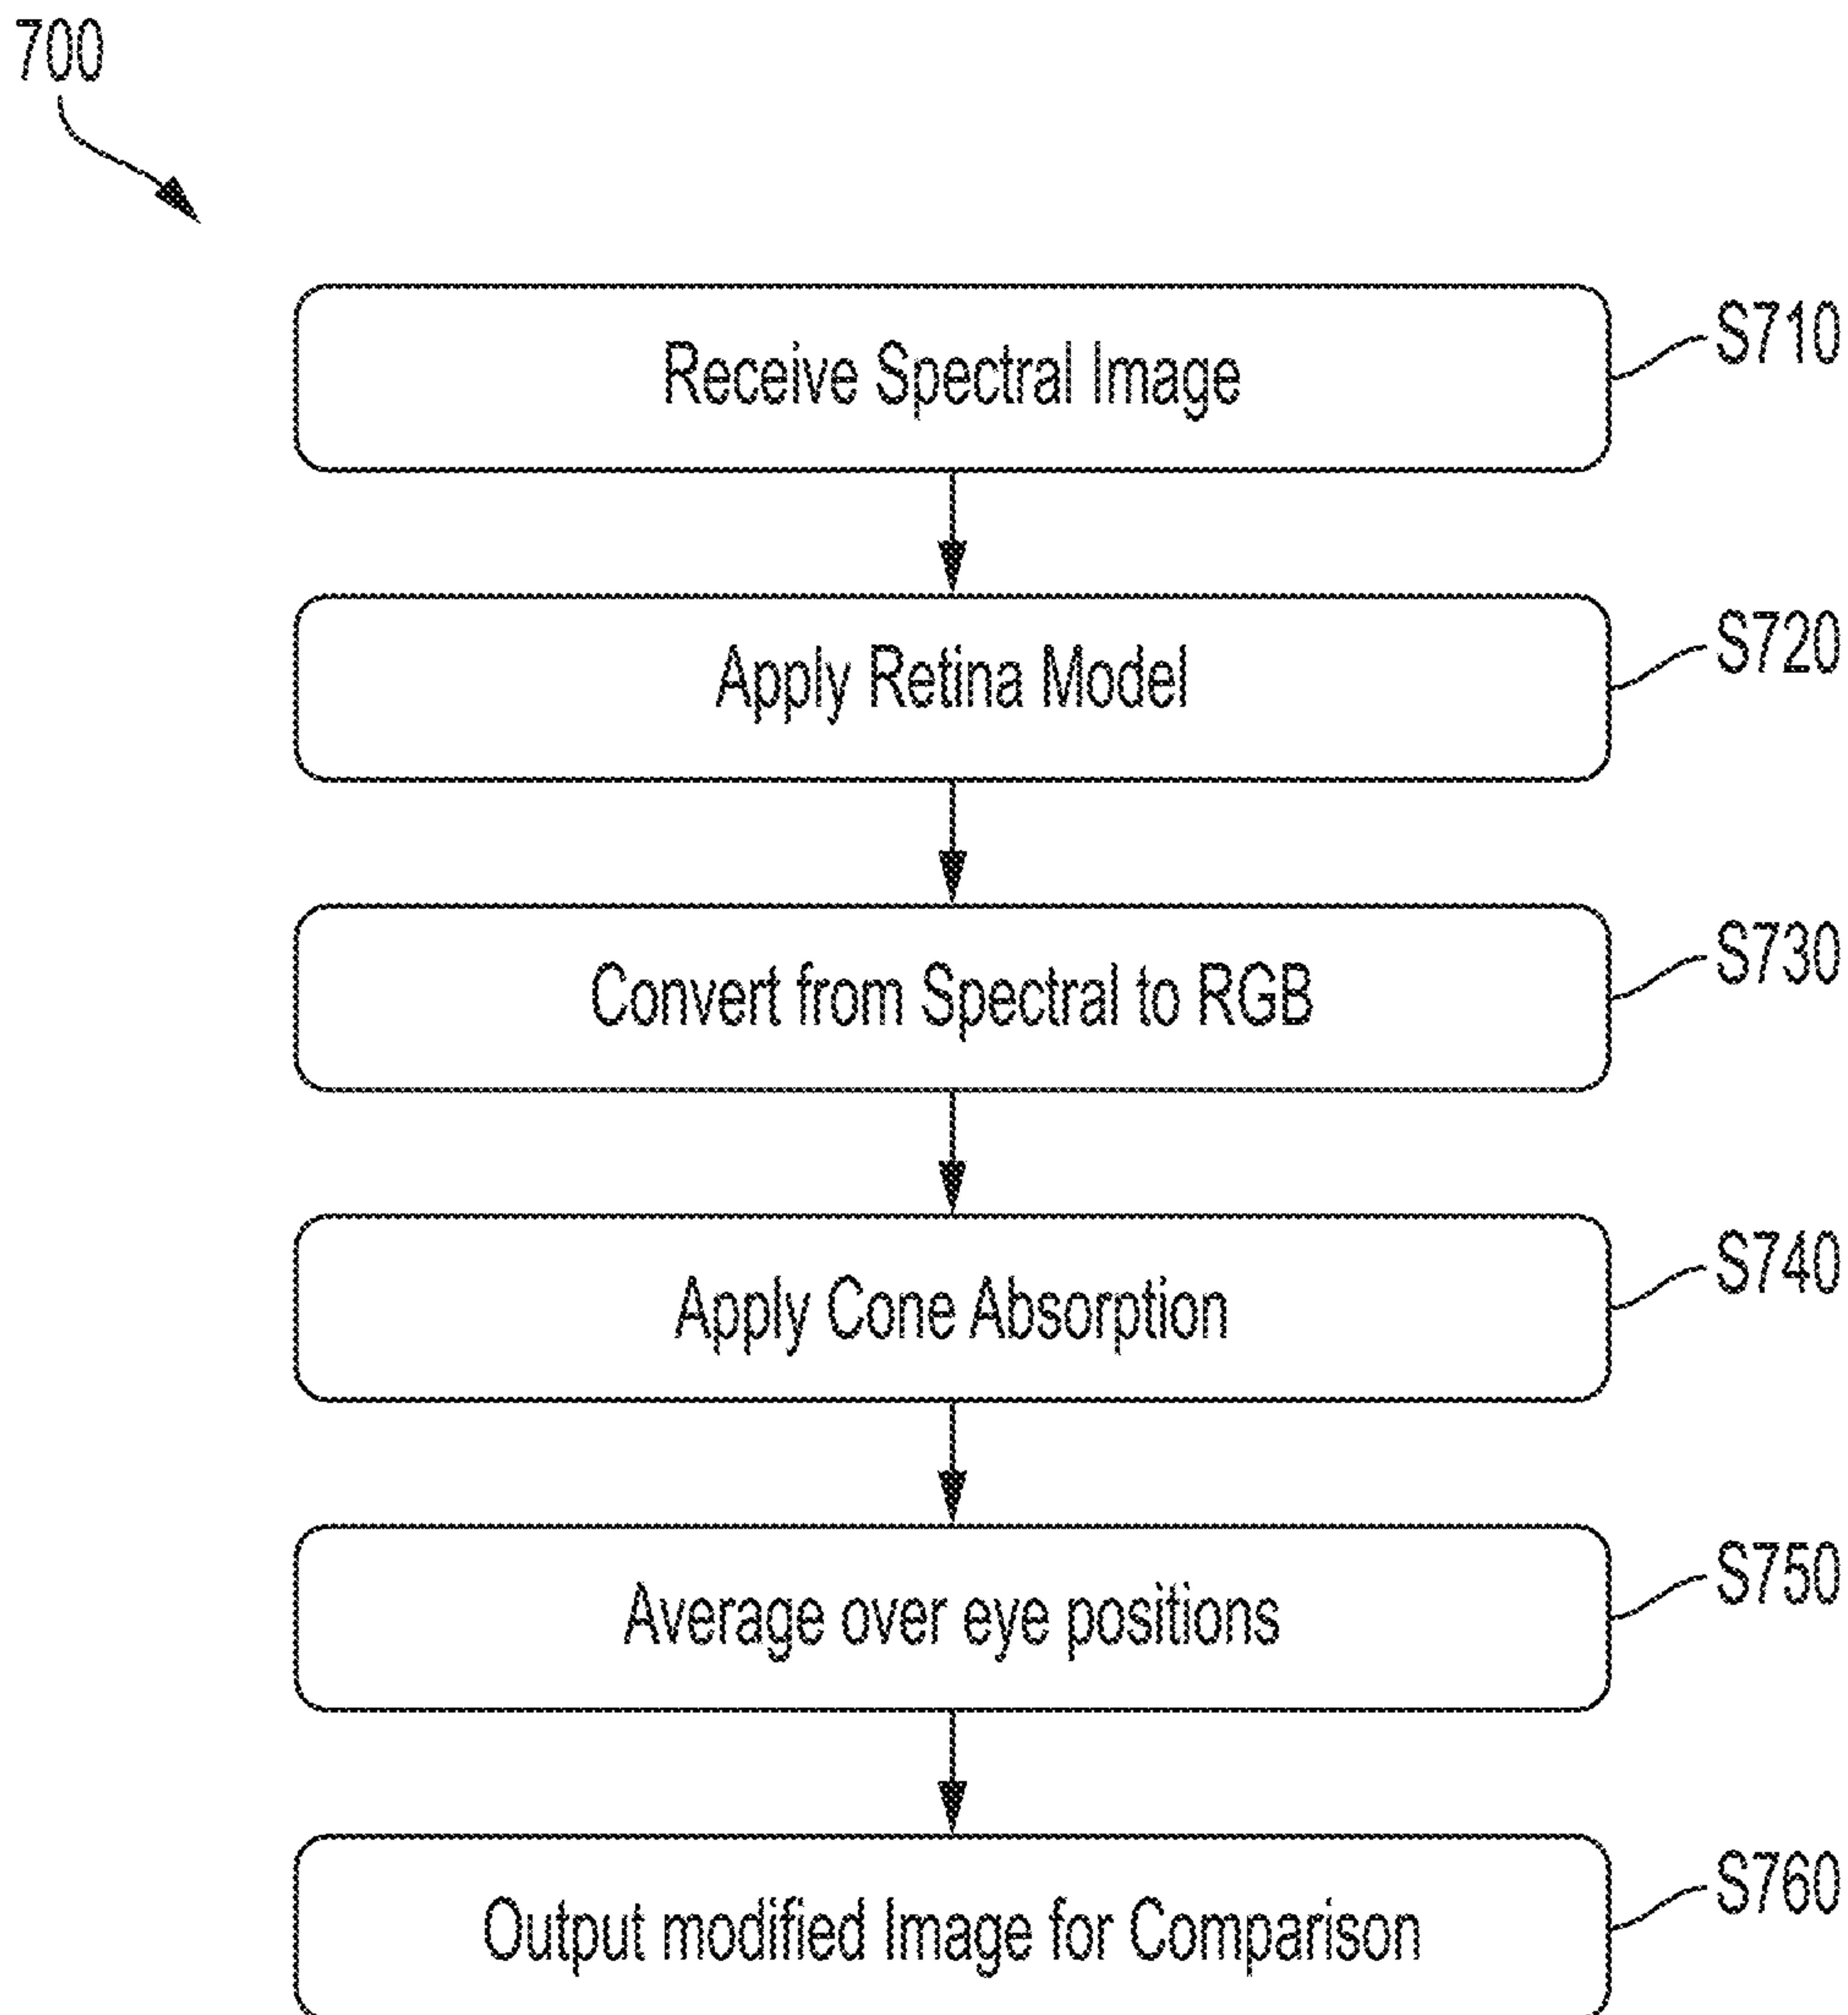 700
Receive Spectral Image
S710
Apply Retina Model
S720
Convert from Spectral to RGB
S730
Apply Cone Absorption
S740
Average over eye positions
S750
Output modified Image for Comparison
S760